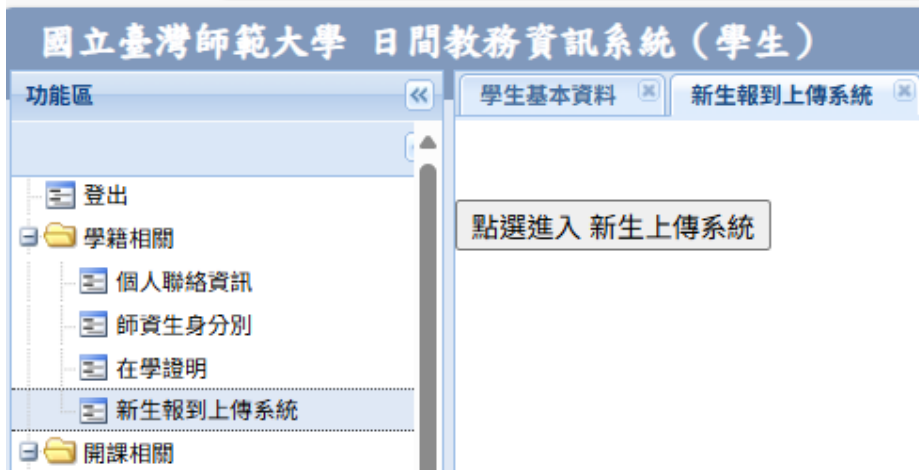 國立臺灣師範大學 日間教務資訊系統（學生）
功能區
學生基本資料
新生報到上傳系統
登出
學籍相關
個人聯絡資訊
師資生身分別
在學證明
新生報到上傳系統
開課相關
點選進入 新生上傳系統